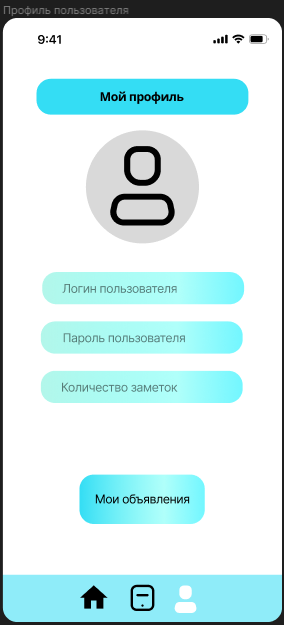 Профиль пользователя
9:41
Мой профиль
Логин пользователя
Пароль пользователя
Количество заметок
Мои объявления